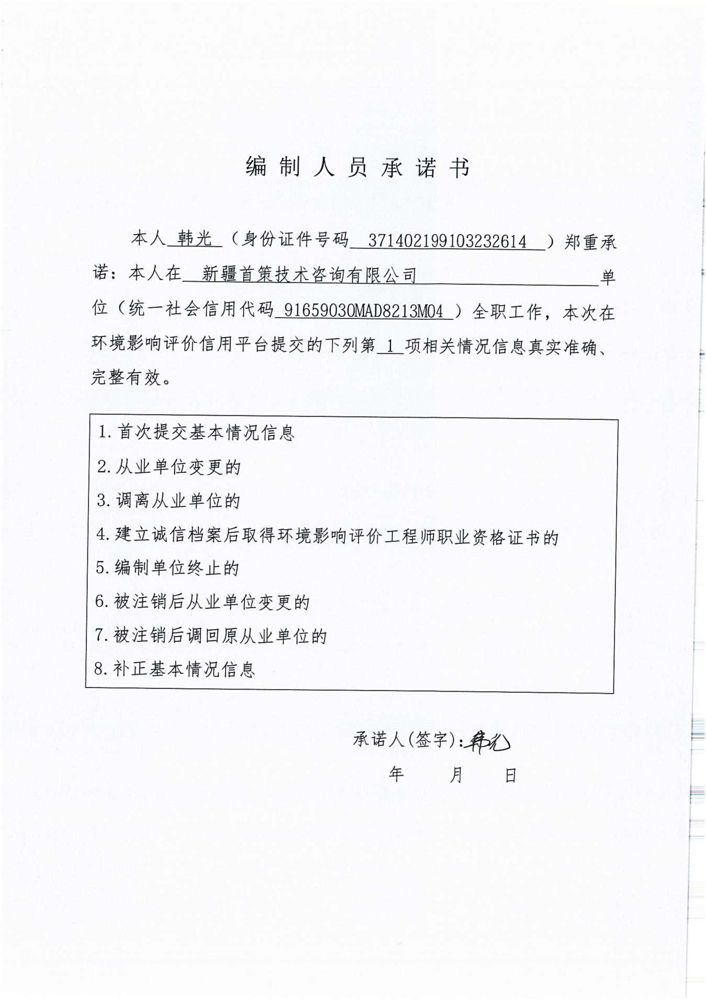 编制人员承诺书
本人 韩光 （身份证件号码 371402199103232614 ）郑重承
诺：本人在 新疆首策技术咨询有限公司 单
位（统一社会信用代码 91659030MAD8213M04 ）全职工作，本次在
环境影响评价信用平台提交的下列第 1 项相关情况信息真实准确、
完整有效。
1.首次提交基本情况信息
2.从业单位变更的
3.调离从业单位的
4.建立诚信档案后取得环境影响评价工程师职业资格证书的
5.编制单位终止的
6.被注销后从业单位变更的
7.被注销后调回原从业单位的
8.补正基本情况信息
承诺人(签字):韩光
年 月 日